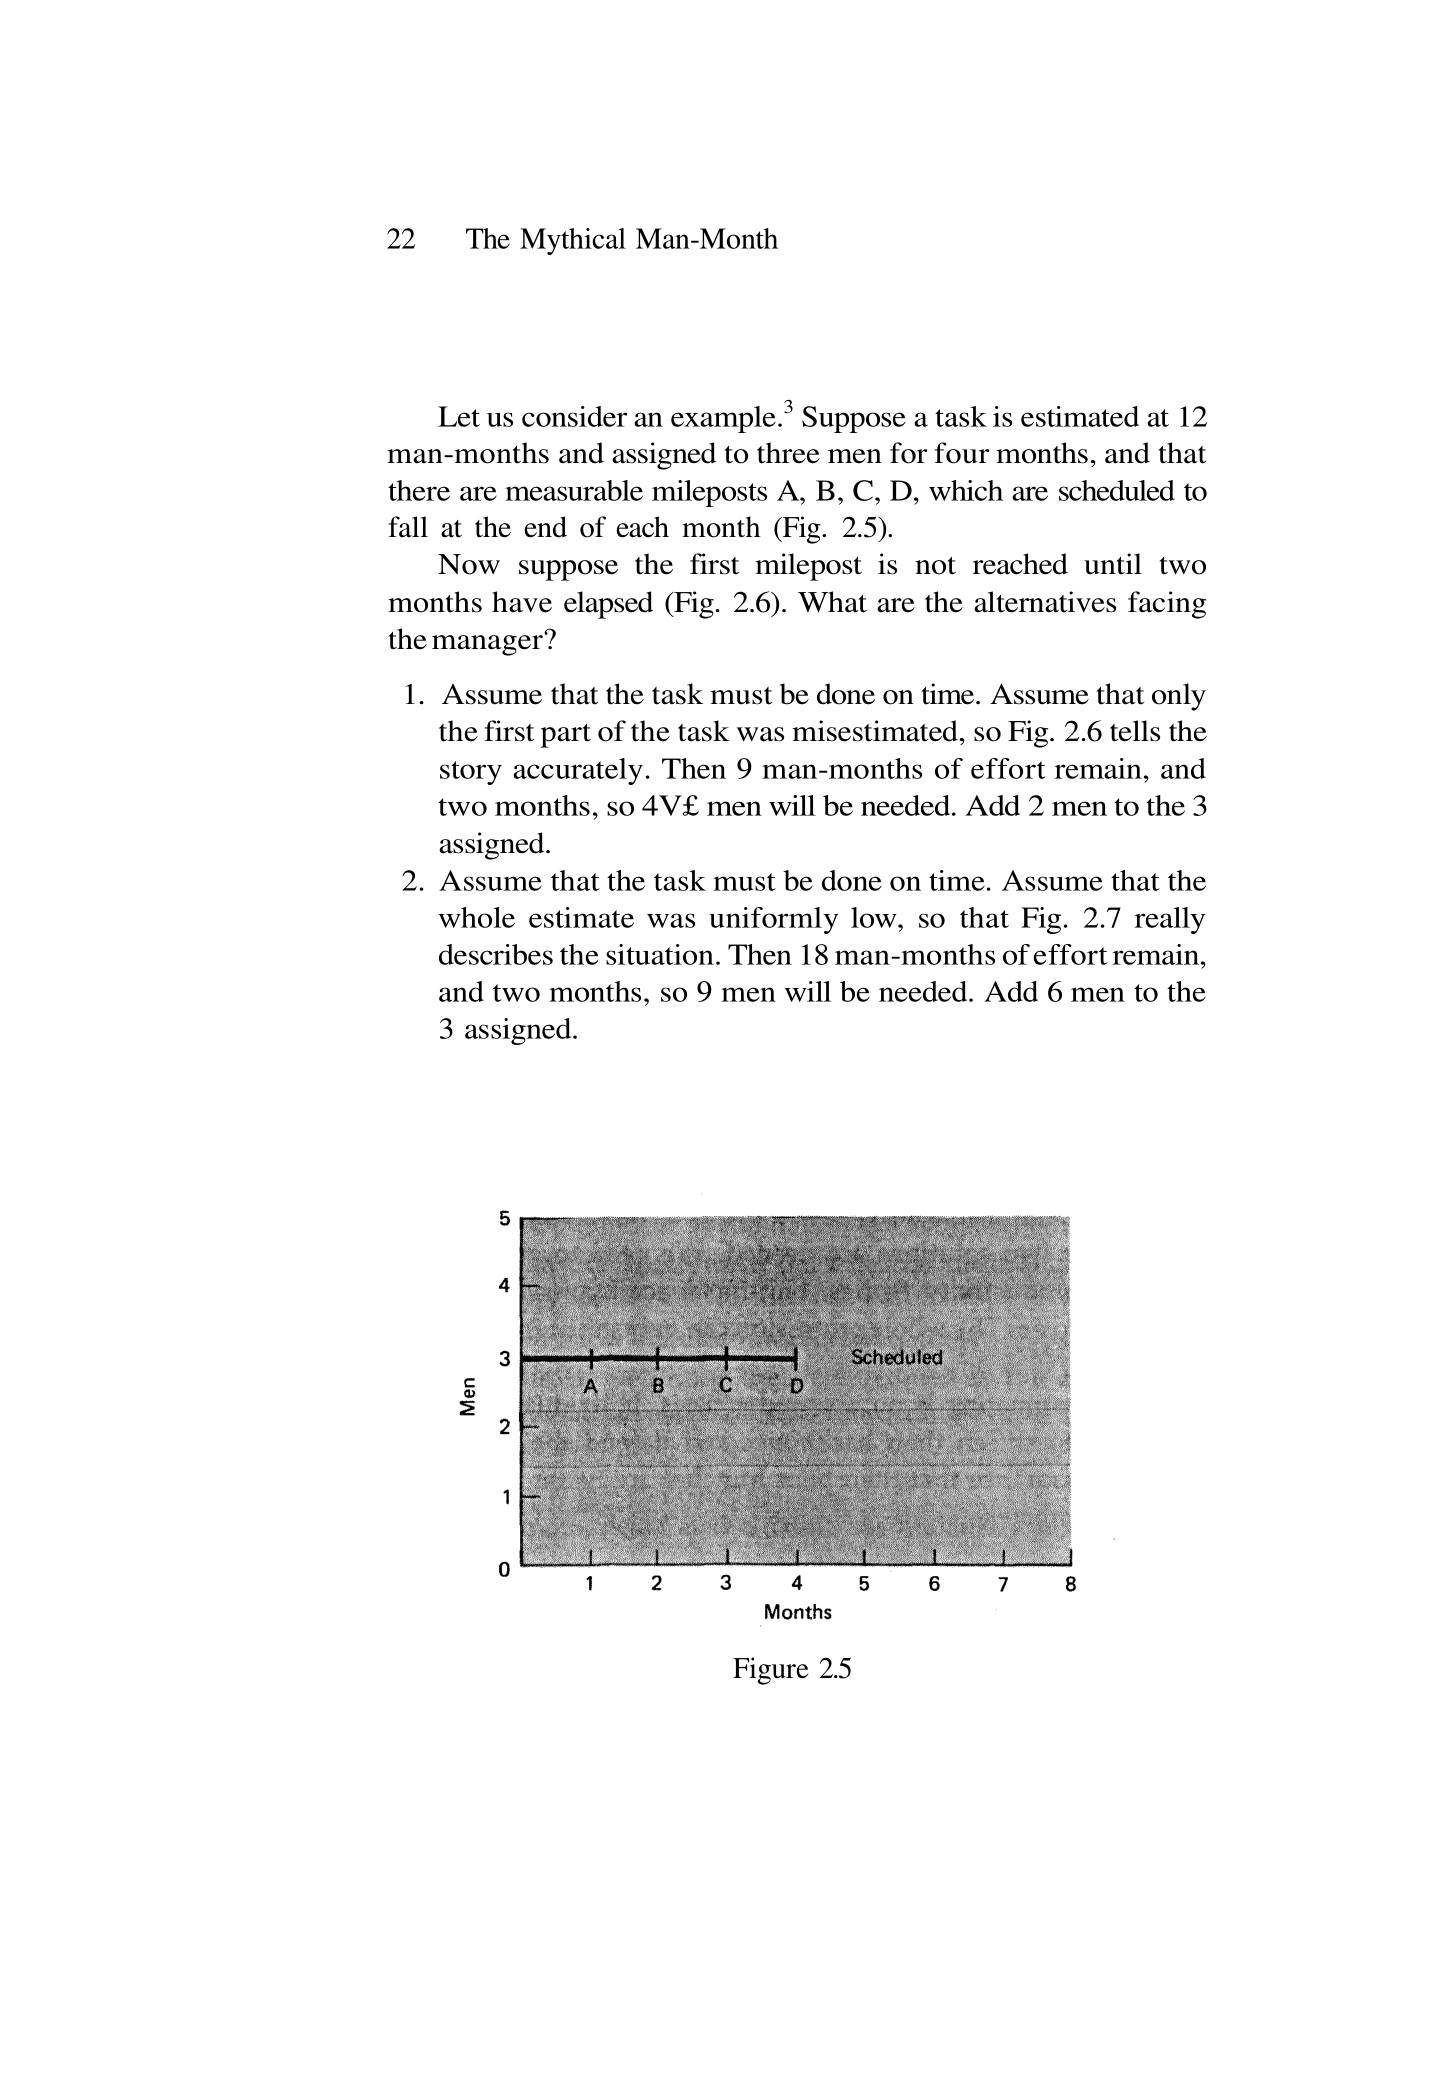 22 The Mythical Man-Month
Let us consider an example.3 Suppose a task is estimated at 12
man-months and assigned to three men for four months, and that
there are measurable mileposts A, B, C, D, which are scheduled to
fall at the end of each month (Fig. 2.5).
Now suppose the first milepost is not reached until two
months have elapsed (Fig. 2.6). What are the alternatives facing
the manager?
1. Assume that the task must be done on time. Assume that only
the first part of the task was misestimated, so Fig. 2.6 tells the
story accurately. Then 9 man-months of effort remain, and
two months, so 4V£ men will be needed. Add 2 men to the 3
assigned.
2. Assume that the task must be done on time. Assume that the
whole estimate was uniformly low, so that Fig. 2.7 really
describes the situation. Then 18 man-months of effort remain,
and two months, so 9 men will be needed. Add 6 men to the
3 assigned.
5
4
3 Scheduled
A B C D
Men
2
1
0
1 2 3 4 5 6 7 8
Months
Figure 2.5